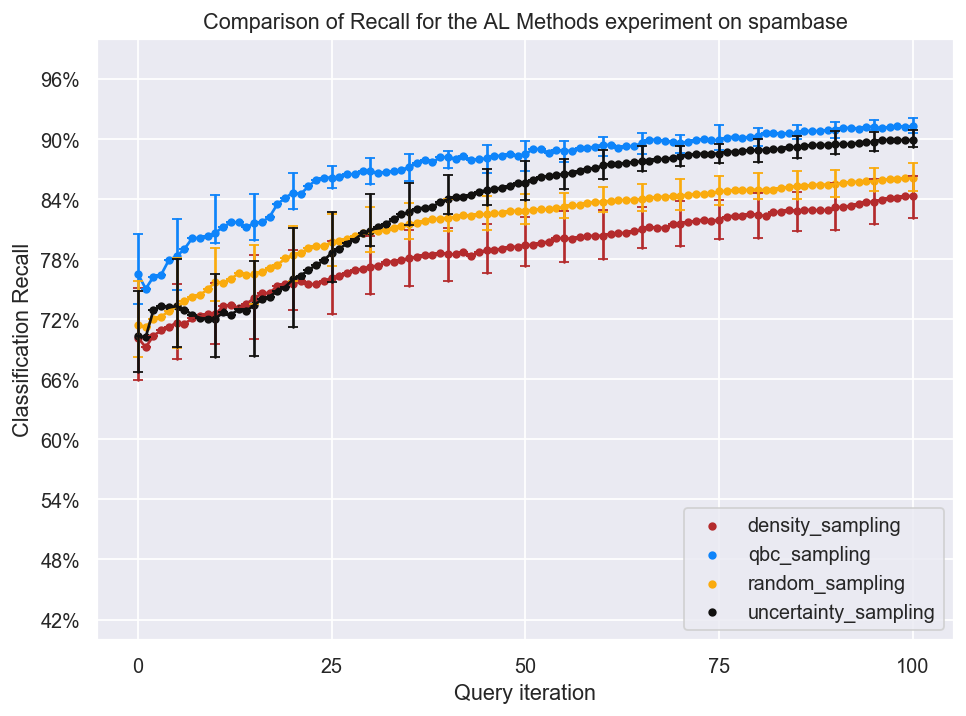 Comparison of Recall for the AL Methods experiment on spambase
96%
90%
84%
78%
72%
66%
60%
54%
48%
42%
Classification Recall
density_sampling
qbc_sampling
random_sampling
uncertainty_sampling
0
25
50
75
100
Query iteration